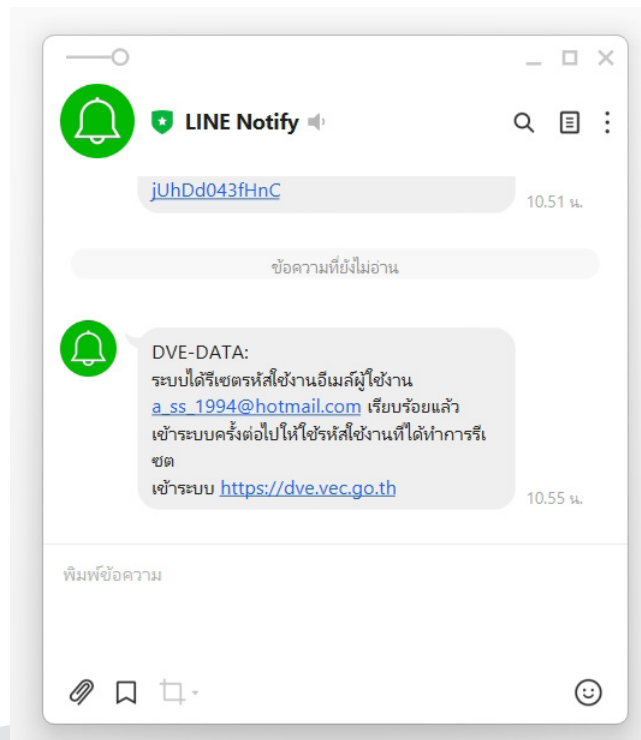 LINE Notify
jUhDd043fHnC
10.51 น.
ข้อความที่ยังไม่อ่าน
DVE-DATA:
ระบบได้รีเซตรหัสใช้งานอีเมล์ผู้ใช้งาน
a_ss_1994@hotmail.com เรียบร้อยแล้ว
เข้าระบบครั้งต่อไปให้ใช้รหัสใช้งานที่ได้ทำการรีเ
ซต
เข้าระบบ https://dve.vec.go.th
10.55 น.
พิมพ์ข้อความ